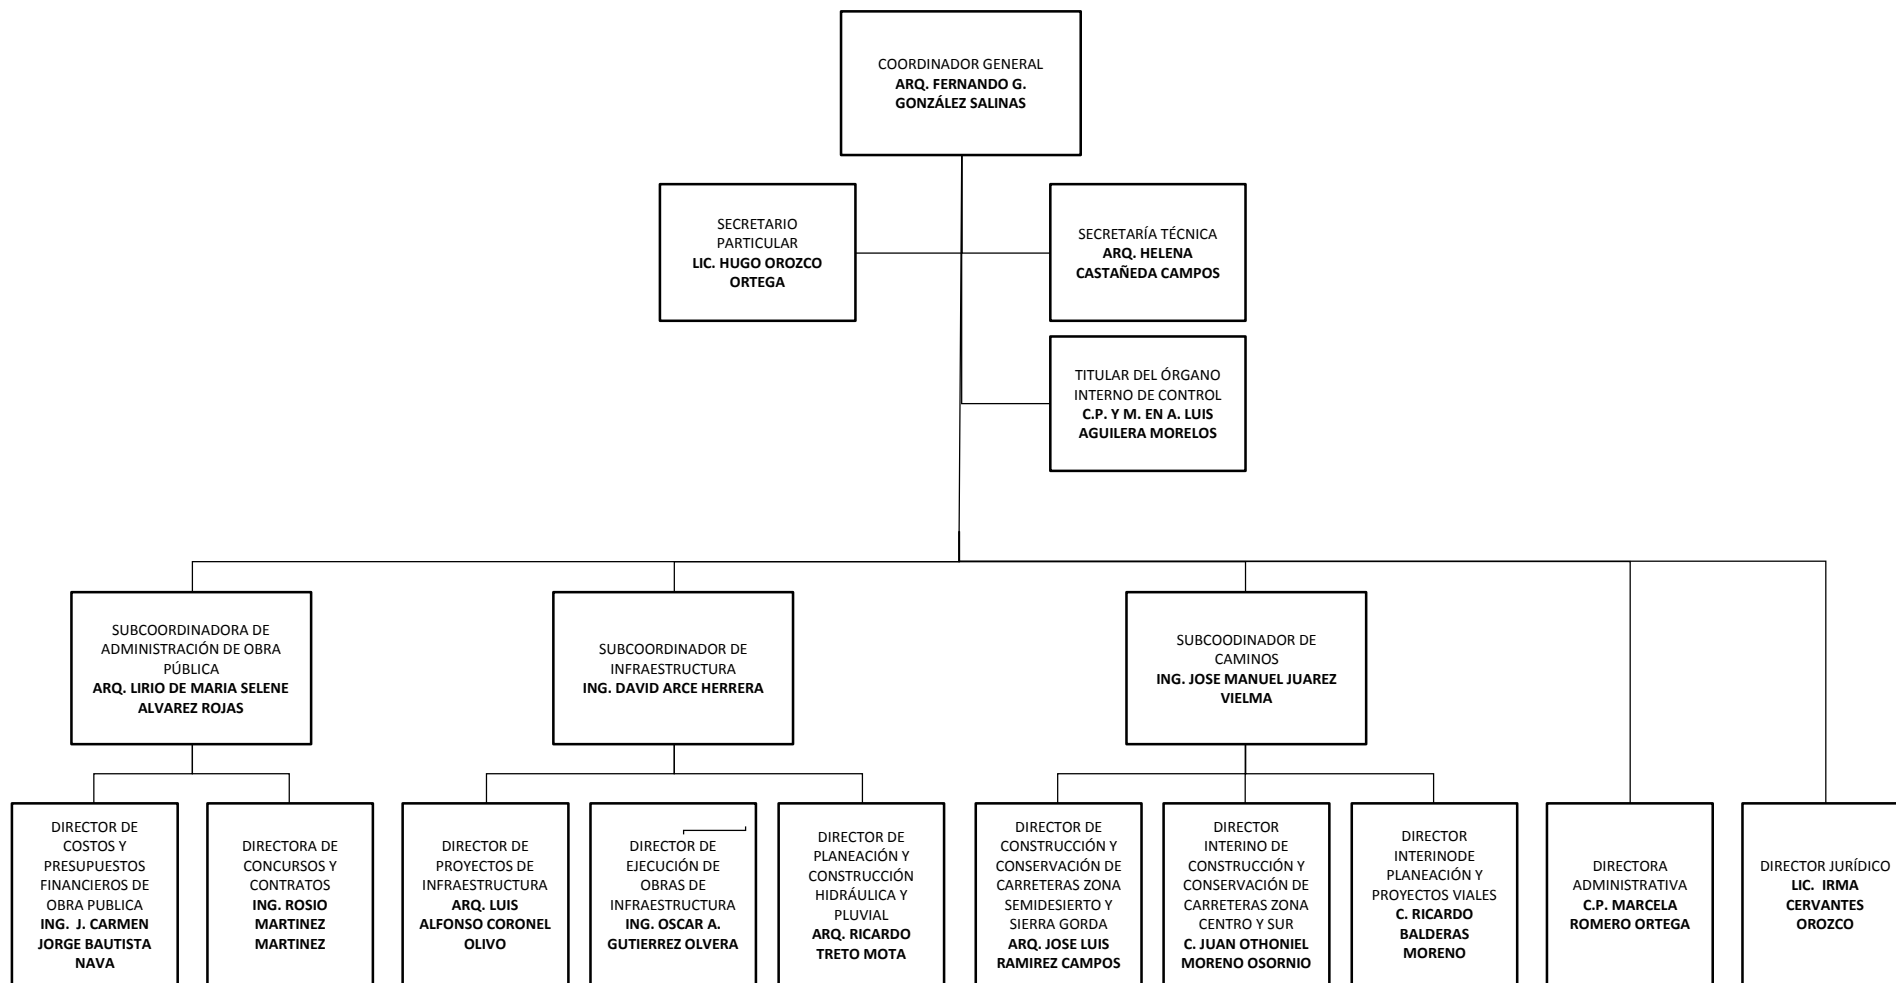 COORDINADOR GENERAL
ARQ. FERNANDO G.
GONZÁLEZ SALINAS
SECRETARIO
PARTICULAR
LIC. HUGO OROZCO
ORTEGA
SECRETARÍA TÉCNICA
ARQ. HELENA
CASTAÑEDA CAMPOS
TITULAR DEL ÓRGANO
INTERNO DE CONTROL
C.P. Y M. EN A. LUIS
AGUILERA MORELOS
SUBCOORDINADORA DE
ADMINISTRACIÓN DE OBRA
PÚBLICA
ARQ. LIRIO DE MARIA SELENE
ALVAREZ ROJAS
SUBCOORDINADOR DE
INFRAESTRUCTURA
ING. DAVID ARCE HERRERA
SUBCOODINADOR DE
CAMINOS
ING. JOSE MANUEL JUAREZ
VIELMA
DIRECTOR DE
COSTOS Y
PRESUPUESTOS
FINANCIEROS DE
OBRA PUBLICA
ING. J. CARMEN
JORGE BAUTISTA
NAVA
DIRECTORA DE
CONCURSOS Y
CONTRATOS
ING. ROSIO
MARTINEZ
MARTINEZ
DIRECTOR DE
PROYECTOS DE
INFRAESTRUCTURA
ARQ. LUIS
ALFONSO CORONEL
OLIVO
DIRECTOR DE
EJECUCIÓN DE
OBRAS DE
INFRAESTRUCTURA
ING. OSCAR A.
GUTIERREZ OLVERA
DIRECTOR DE
PLANEACIÓN Y
CONSTRUCCIÓN
HIDRÁULICA Y
PLUVIAL
ARQ. RICARDO
TRETO MOTA
DIRECTOR DE
CONSTRUCCIÓN Y
CONSERVACIÓN DE
CARRETERAS ZONA
SEMIDESIERTO Y
SIERRA GORDA
ARQ. JOSE LUIS
RAMIREZ CAMPOS
DIRECTOR
INTERINO DE
CONSTRUCCIÓN Y
CONSERVACIÓN DE
CARRETERAS ZONA
CENTRO Y SUR
C. JUAN OTHONIEL
MORENO OSORNIO
DIRECTOR
INTERINODE
PLANEACIÓN Y
PROYECTOS VIALES
C. RICARDO
BALDERAS
MORENO
DIRECTORA
ADMINISTRATIVA
C.P. MARCELA
ROMERO ORTEGA
DIRECTOR JURÍDICO
LIC. IRMA
CERVANTES
OROZCO